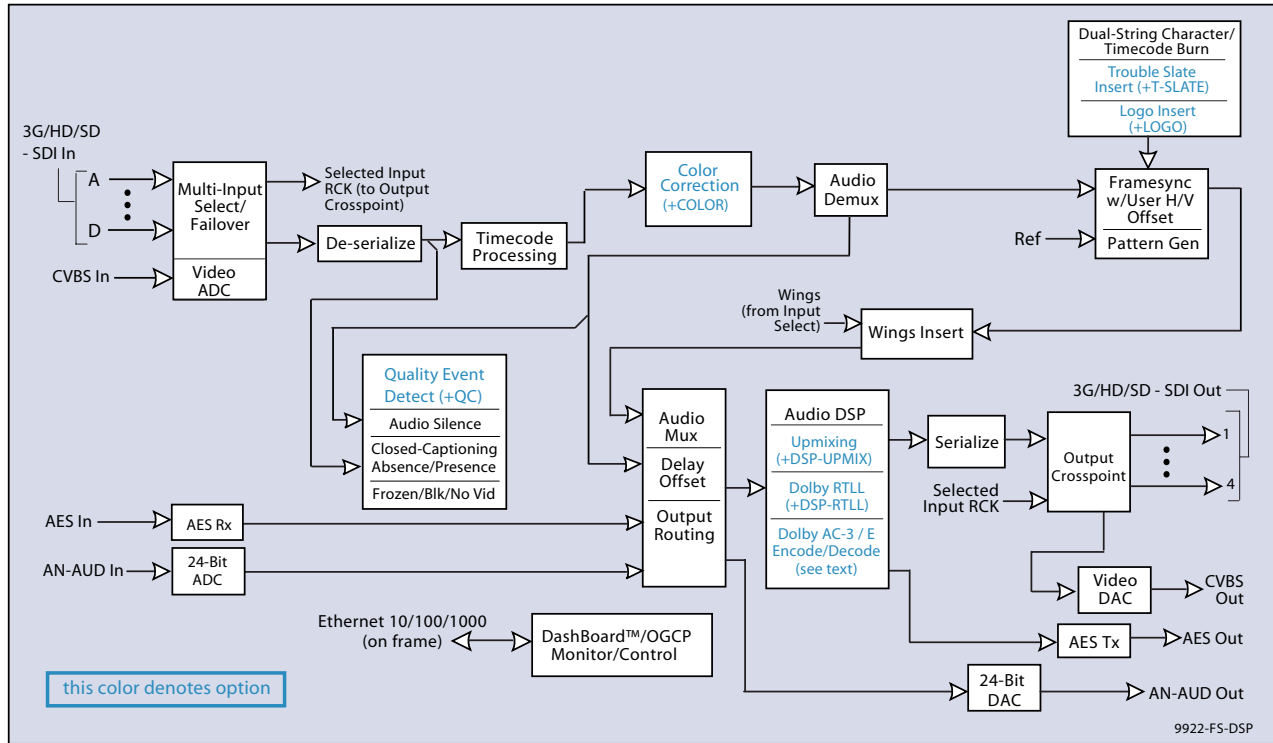 Dual-String Character/
Timecode Burn
Trouble Slate
Insert (+T-SLATE)
Logo Insert
(+LOGO)
3G/HD/SD
- SDI In
A
D
CVBS In
Multi-Input
Select/
Failover
Video
ADC
Selected Input
RCK (to Output
Crosspoint)
De-serialize
Timecode
Processing
Color
Correction
(+COLOR)
Audio
Demux
Framesync
w/User H/V
Offset
Pattern Gen
Ref
Wings
(from Input
Select)
Wings Insert
Quality Event
Detect (+QC)
Audio Silence
Closed-Captioning
Absence/Presence
Frozen/Blk/No Vid
Audio
Mux
Delay
Offset
Output
Routing
Audio DSP
Upmixing
(+DSP-UPMIX)
Dolby RTLL
(+DSP-RTLL)
Dolby AC-3 / E
Encode/Decode
(see text)
Serialize
Selected
Input RCK
Output
Crosspoint
3G/HD/SD - SDI Out
1
4
AES In
AES Rx
AN-AUD In
24-Bit
ADC
Video
DAC
CVBS
Out
AES Tx
AES Out
24-Bit
DAC
AN-AUD Out
Ethernet 10/100/1000
(on frame)
DashBoard™/OGCP
Monitor/Control
this color denotes option
9922-FS-DSP